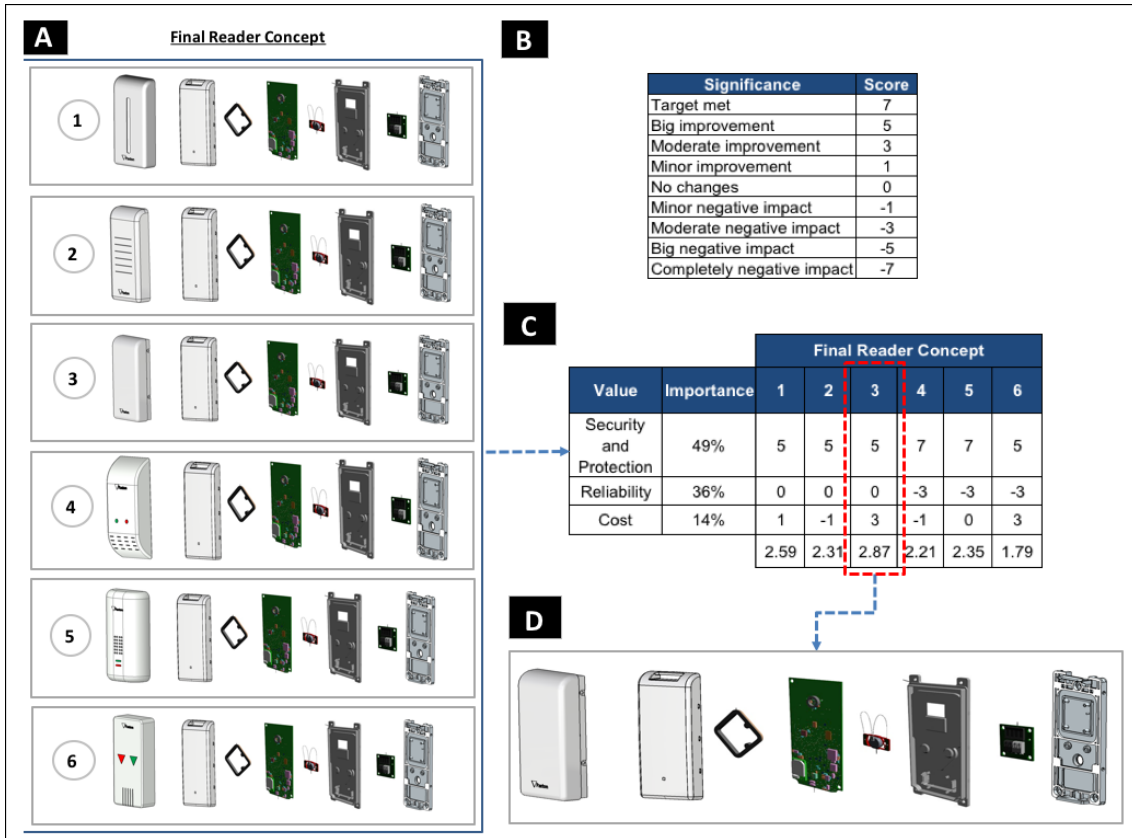 A
Final Reader Concept
1
2
3
4
5
6
B
Significance Score
Target met 7
Big improvement 5
Moderate improvement 3
Minor improvement 1
No changes 0
Minor negative impact -1
Moderate negative impact -3
Big negative impact -5
Completely negative impact -7
C
Final Reader Concept
Value Importance 1 2 3 4 5 6
Security
and 49% 5 5 5 7 7 5
Protection
Reliability 36% 0 0 0 -3 -3 -3
Cost 14% 1 -1 3 -1 0 3
2.59 2.31 2.87 2.21 2.35 1.79
D